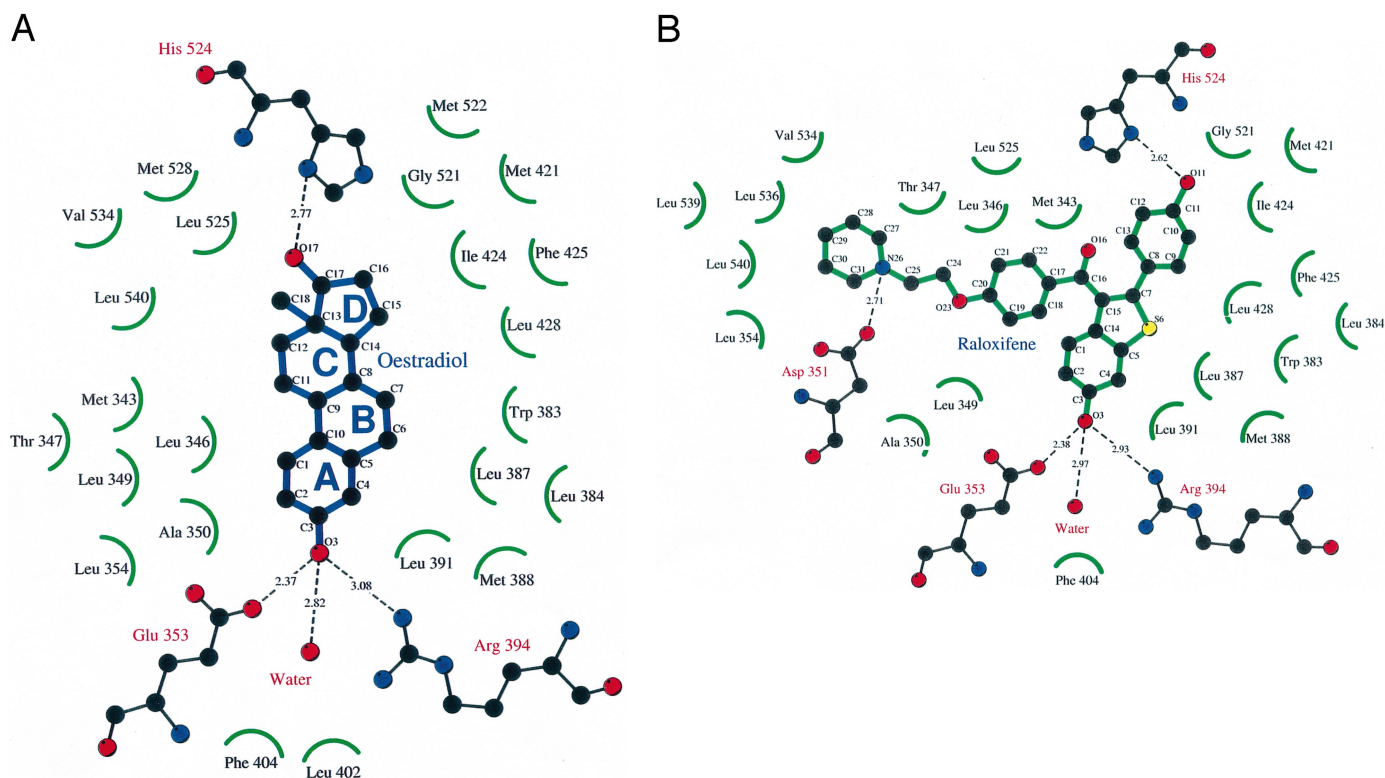 A
His 524
Met 522
Met 528
Gly 521
Met 421
Val 534
Leu 525
2.77
O17
Ile 424
Phe 425
C17
C16
C18
C15
D
C13
Leu 540
C12
C14
Leu 428
C
Oestradiol
C8
C11
C7
Met 343
C9
B
Trp 383
Thr 347
Leu 346
C10
C6
C1
C5
A
Leu 387
Leu 349
C2
C4
Leu 384
C3
Ala 350
O3
Leu 391
Leu 354
Met 388
2.37
2.82
3.08
Glu 353
Arg 394
Water
Phe 404
Leu 402
B
His 524
Val 534
Leu 525
Gly 521
Met 421
2.62
O11
Leu 539
Leu 536
Thr 347
Leu 346
Met 343
C12
C11
Ile 424
C28
C27
C29
C13
C10
O16
C21
C22
C30
C8
C9
Leu 540
C31
N26
C24
C17
C16
Phe 425
C25
C20
C7
O23
C19
C18
C15
2.71
Leu 428
Leu 384
C14
S6
Leu 354
Raloxifene
C1
C5
Asp 351
C2
C4
Trp 383
Leu 387
C3
Leu 349
O3
Leu 391
Ala 350
Met 388
2.38
2.97
2.93
Glu 353
Arg 394
Water
Phe 404